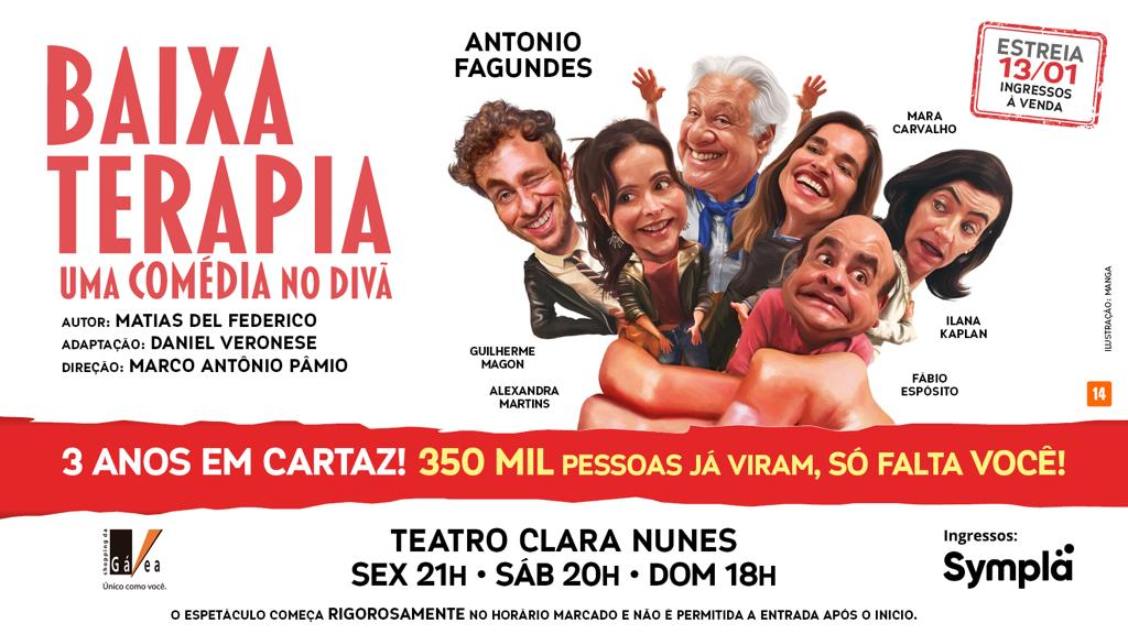 BAIXA
TERAPIA
UMA COMÉDIA NO DIVÃ
AUTOR: MATIAS DEL FEDERICO
ADAPTAÇÃO: DANIEL VERONESE
DIREÇÃO: MARCO ANTÔNIO PÂMIO
ANTONIO
FAGUNDES
ESTREIA
13/01
INGRESSOS
À VENDA
MARA
CARVALHO
GUILHERME
MAGON
ALEXANDRA
MARTINS
ILANA
KAPLAN
FÁBIO
ESPÓSITO
ILUSTRAÇÃO: MANGA
14
3 ANOS EM CARTAZ! 350 MIL PESSOAS JÁ VIRAM, SÓ FALTA VOCÊ!
shopping da
Gávea
Único como você.
TEATRO CLARA NUNES
SEX 21H • SÁB 20H • DOM 18H
Ingressos:
Sympla
O ESPETÁCULO COMEÇA RIGOROSAMENTE NO HORÁRIO MARCADO E NÃO É PERMITIDA A ENTRADA APÓS O INICIO.